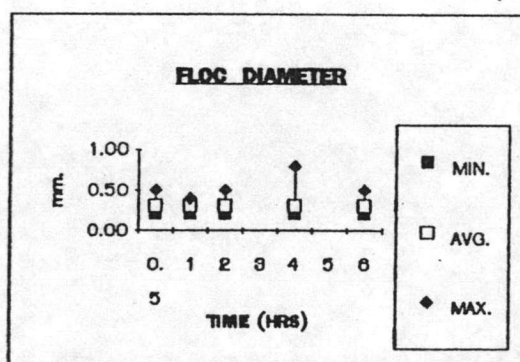 FLOC DIAMETER
1.00
0.50
0.00
mm.
0.5 1 2 3 4 5 6
TIME (HRS)
MIN.
AVG.
MAX.